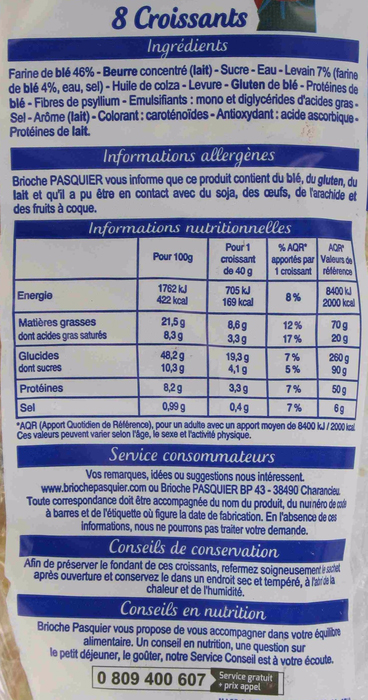 8 Croissants
Ingrédients
Farine de blé 46% - Beurre concentré (lait) - Sucre - Eau - Levain 7% (farine
de blé 4%, eau, sel) - Huile de colza - Levure - Gluten de blé - Protéines de
blé - Fibres de psyllium - Emulsifiants : mono et diglycérides d'acides gras -
Sel - Arôme (lait) - Colorant : caroténoïdes - Antioxydant : acide ascorbique -
Protéines de lait.
Informations allergènes
Brioche PASQUIER vous informe que ce produit contient du blé, du gluten, du
lait et qu'il a pu être en contact avec du soja, des œufs, de l'arachide et
des fruits à coque.
Informations nutritionnelles
Pour 100g Pour 1 croissant de 40 g % AQR* apportés par 1 croissant AQR* Valeurs de référence
Energie 1762 kJ 422 kcal 705 kJ 169 kcal 8% 8400 kJ 2000 kcal
Matières grasses 21,5 g 8,6 g 12 % 70 g
dont acides gras saturés 8,3 g 3,3 g 17 % 20 g
Glucides 48,2 g 19,3 g 7 % 260 g
dont sucres 10,3 g 4,1 g 5 % 90 g
Protéines 8,2 g 3,3 g 7 % 50 g
Sel 0,99 g 0,4 g 7 % 6 g
*AQR (Apport Quotidien de Référence), pour un adulte avec un apport moyen de 8400 kJ / 2000 kcal
Ces valeurs peuvent varier selon l'âge, le sexe et l'activité physique.
Service consommateurs
Vos remarques, idées ou suggestions nous intéressent.
www.briochepasquier.com ou Brioche PASQUIER BP 43 - 38490 Charancieu.
Toute correspondance doit être accompagnée du nom du produit, du numéro de code
à barres et de l'étiquette où figure la date de fabrication. En l'absence de ces
informations, nous ne pourrons pas traiter votre demande.
Conseils de conservation
Afin de préserver le fondant de ces croissants, refermez soigneusement le sachet
après ouverture et conservez le dans un endroit sec et tempéré, à l'abri de la
chaleur et de l'humidité.
Conseils en nutrition
Brioche Pasquier vous propose de vous accompagner dans votre équilibre
alimentaire. Un conseil en nutrition, une question sur
le petit déjeuner, le goûter, notre Service Conseil est à votre écoute.
0 809 400 607 Service gratuit
+ prix appel